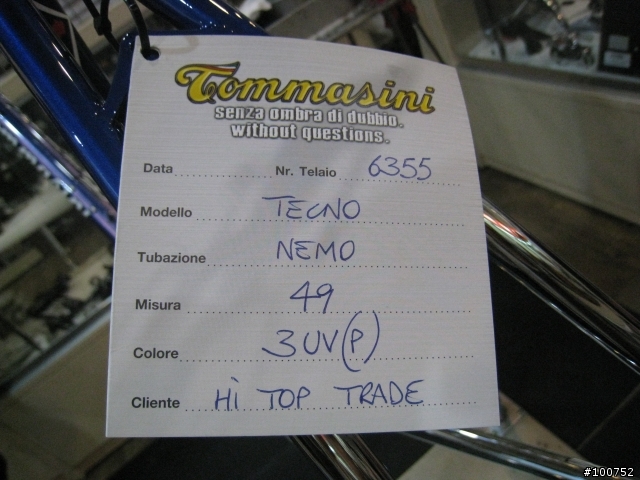 Tommasini
senza ombra di dubbio.
without questions.
Data Nr. Telaio 6355
Modello TECNO
Tubazione NEMO
Misura 49
Colore 3UV(P)
Cliente Hi TOP TRADE
#100752